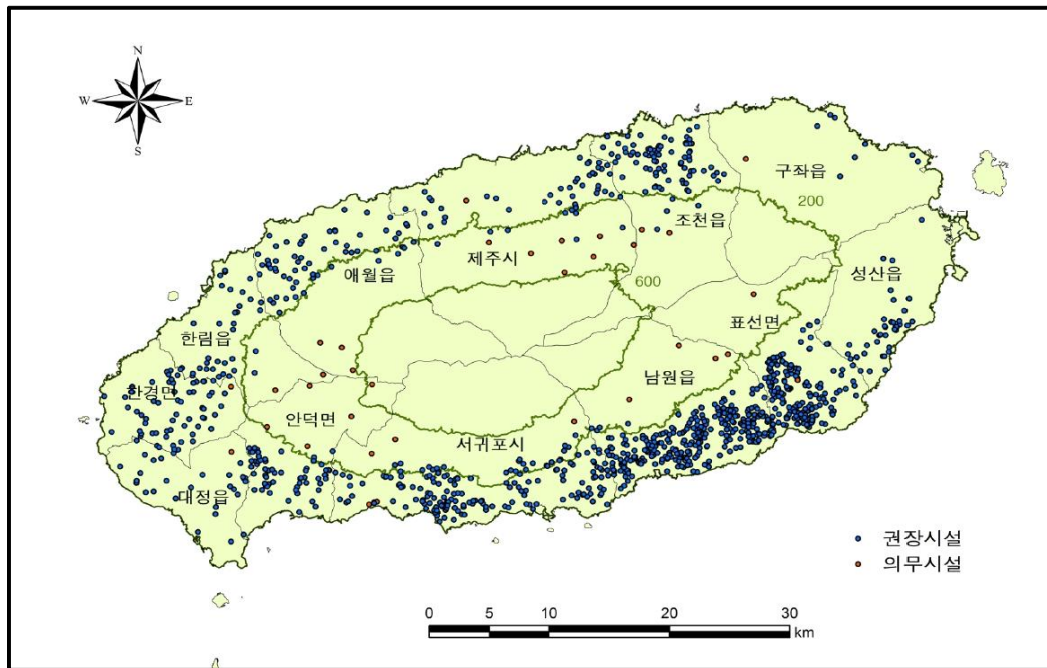 N
W E
S
구좌읍
200
조천읍
제주시
애월읍
성산읍
600
표선면
한림읍
남원읍
한경면
안덕면
서귀포시
대정읍
권장시설
의무시설
0 5 10 20 30
km